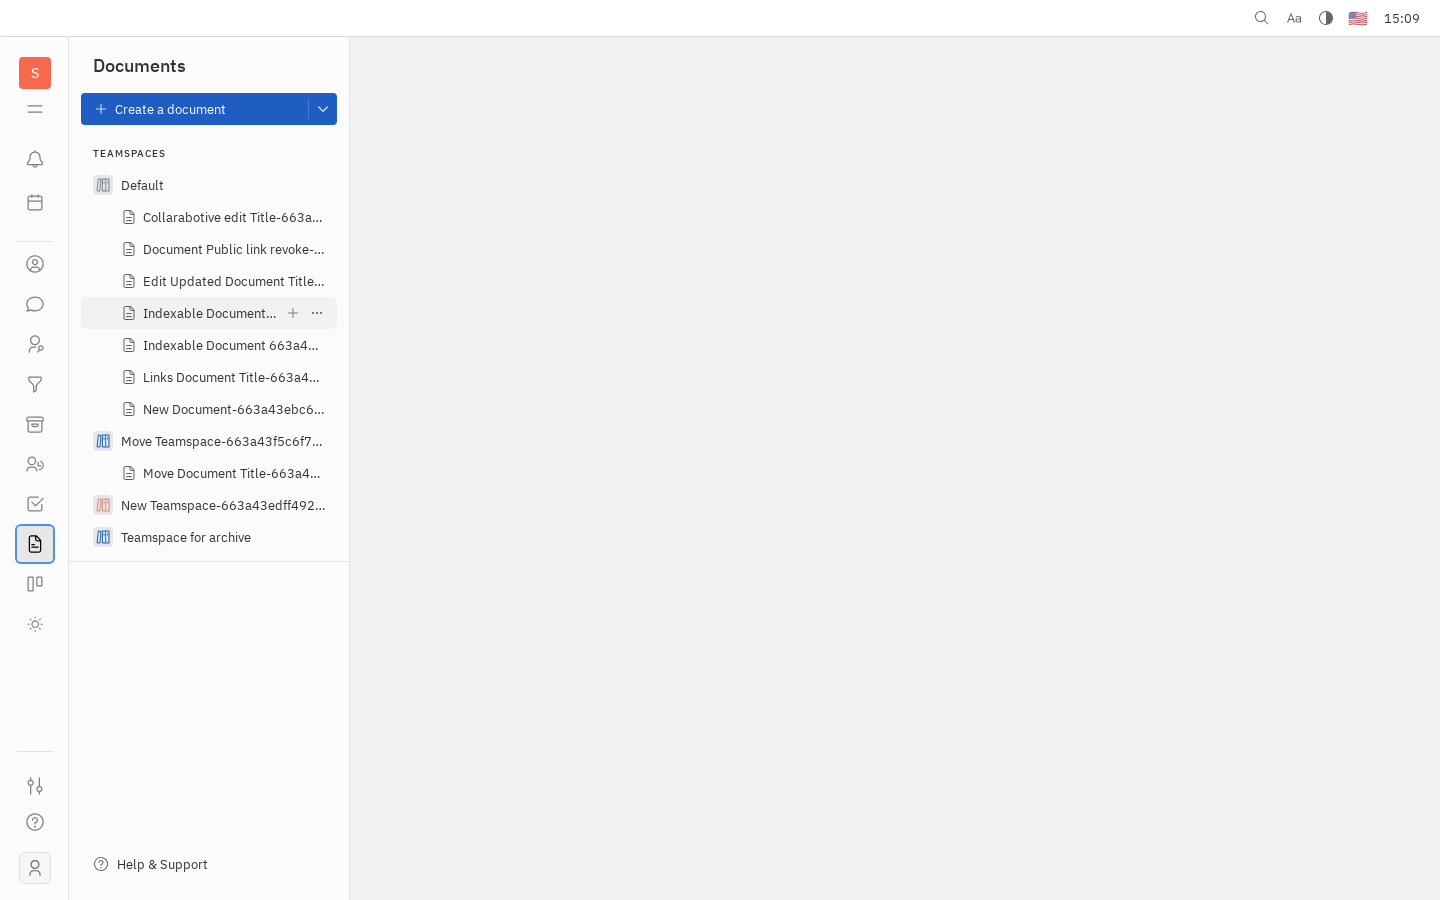 Aa
15:09
S
Documents
Create a document
TEAMSPACES
Default
Collarabotive edit Title-663a...
Document Public link revoke-...
Edit Updated Document Title...
Indexable Document...
Indexable Document 663a4...
Links Document Title-663a4...
New Document-663a43ebc6...
Move Teamspace-663a43f5c6f7...
Move Document Title-663a4...
New Teamspace-663a43edff492...
Teamspace for archive
Help & Support